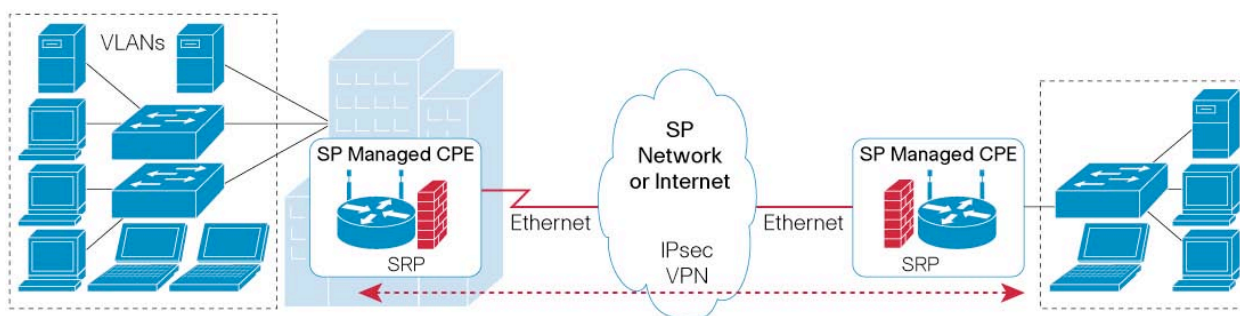 VLANs
SP Managed CPE
SRP
Ethernet
SP
Network
or Internet
IPsec
VPN
Ethernet
SP Managed CPE
SRP